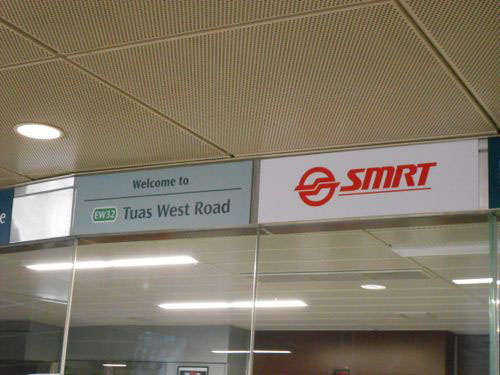 Welcome to
EW32 Tuas West Road
SMRT